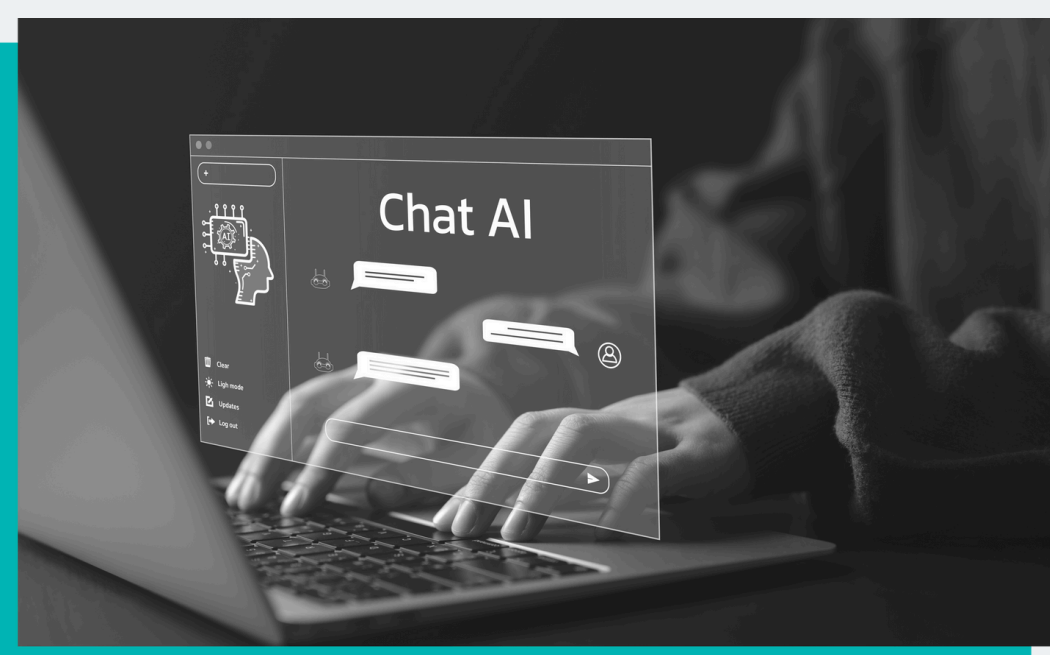 +
Chat AI
AI
Clear
Ligh mode
Updates
Log out